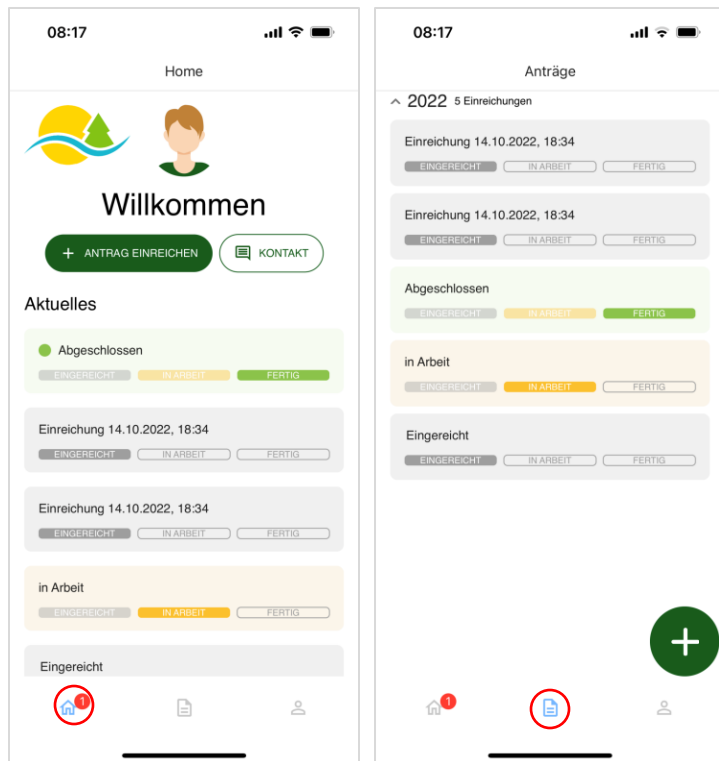 08:17
Home
Willkommen
+ ANTRAG EINREICHEN
KONTAKT
Aktuelles
Abgeschlossen
EINGEREICHT IN ARBEIT FERTIG
Einreichung 14.10.2022, 18:34
EINGEREICHT IN ARBEIT FERTIG
Einreichung 14.10.2022, 18:34
EINGEREICHT IN ARBEIT FERTIG
in Arbeit
EINGEREICHT IN ARBEIT FERTIG
Eingereicht
1
08:17
Anträge
2022 5 Einreichungen
Einreichung 14.10.2022, 18:34
EINGEREICHT IN ARBEIT FERTIG
Einreichung 14.10.2022, 18:34
EINGEREICHT IN ARBEIT FERTIG
Abgeschlossen
EINGEREICHT IN ARBEIT FERTIG
in Arbeit
EINGEREICHT IN ARBEIT FERTIG
Eingereicht
EINGEREICHT IN ARBEIT FERTIG
+
1